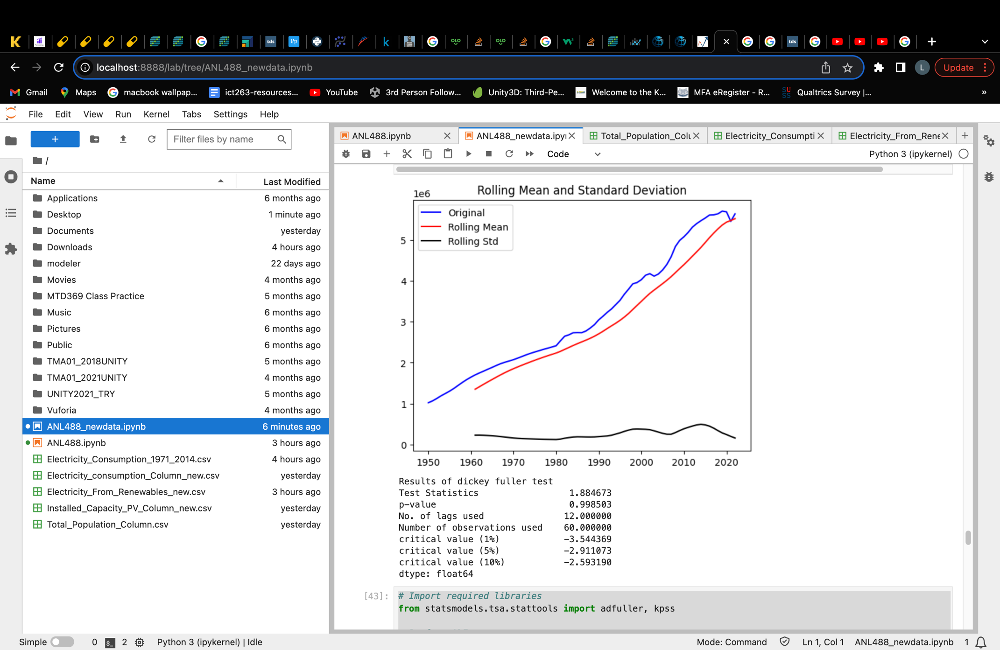 tds
Pp
k
OLO
OLO
tds
localhost:8888/lab/tree/ANL488_newdata.ipynb
L
Update
Gmail
Maps
macbook wallpap...
ict263-resources...
YouTube
3rd Person Follow...
Unity3D: Third-Pe...
Welcome to the K...
MFA eRegister - R...
SUSS
Qualtrics Survey |...
»
File Edit View Run Kernel Tabs Settings Help
Filter files by name
/
Name Last Modified
Applications 6 months ago
Desktop 1 minute ago
Documents yesterday
Downloads 4 hours ago
modeler 22 days ago
Movies 4 months ago
MTD369 Class Practice 5 months ago
Music 6 months ago
Pictures 6 months ago
Public 6 months ago
TMA01_2018UNITY 5 months ago
TMA01_2021UNITY 4 months ago
UNITY2021_TRY 5 months ago
Vuforia 4 months ago
ANL488_newdata.ipynb 6 minutes ago
ANL488.ipynb 3 hours ago
Electricity_Consumption_1971_2014.csv 4 hours ago
Electricity_consumption_Column_new.csv yesterday
Electricity_From_Renewables_new.csv 3 hours ago
Installed_Capacity_PV_Column_new.csv yesterday
Total_Population_Column.csv yesterday
ANL488.ipynb
ANL488_newdata.ipyr
Total_Population_Colu
Electricity_Consumpti
Electricity_From_Rene
Code
Python 3 (ipykernel)
1e6
Rolling Mean and Standard Deviation
Original
Rolling Mean
Rolling Std
5
4
3
2
1
0
1950 1960 1970 1980 1990 2000 2010 2020
Results of dickey fuller test
Test Statistics 1.884673
p-value 0.998503
No. of lags used 12.000000
Number of observations used 60.000000
critical value (1%) -3.544369
critical value (5%) -2.911073
critical value (10%) -2.593190
dtype: float64
[43]:
# Import required libraries
from statsmodels.tsa.stattools import adfuller, kpss
Simple 0 2 Python 3 (ipykernel) | Idle
Mode: Command Ln 1, Col 1 ANL488_newdata.ipynb 1